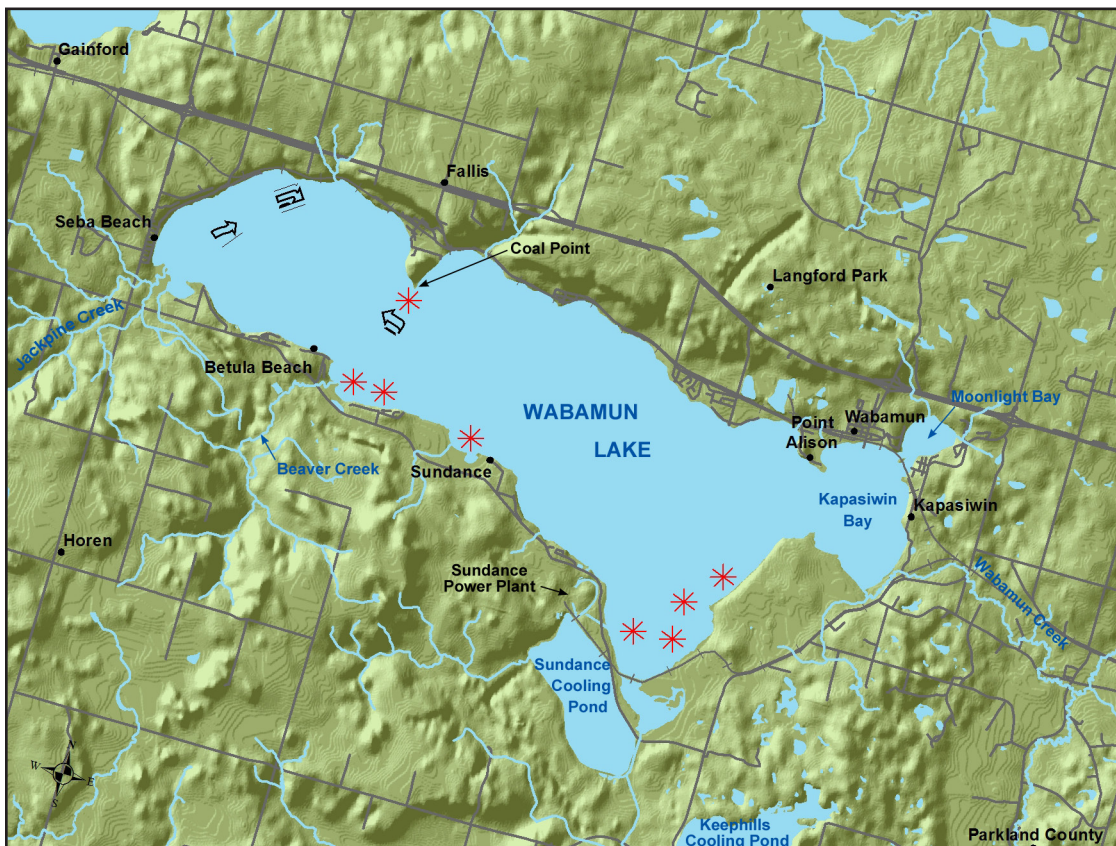 Gainford
Fallis
Seba Beach
Coal Point
Langford Park
Jackpine Creek
Betula Beach
Moonlight Bay
WABAMUN
LAKE
Point
Alison
Wabamun
Beaver Creek
Sundance
Kapasiwin
Bay
Kapasiwin
Horen
Sundance
Power Plant
Wabamun Creek
Sundance
Cooling
Pond
N
W
E
S
Keephills
Cooling Pond
Parkland County